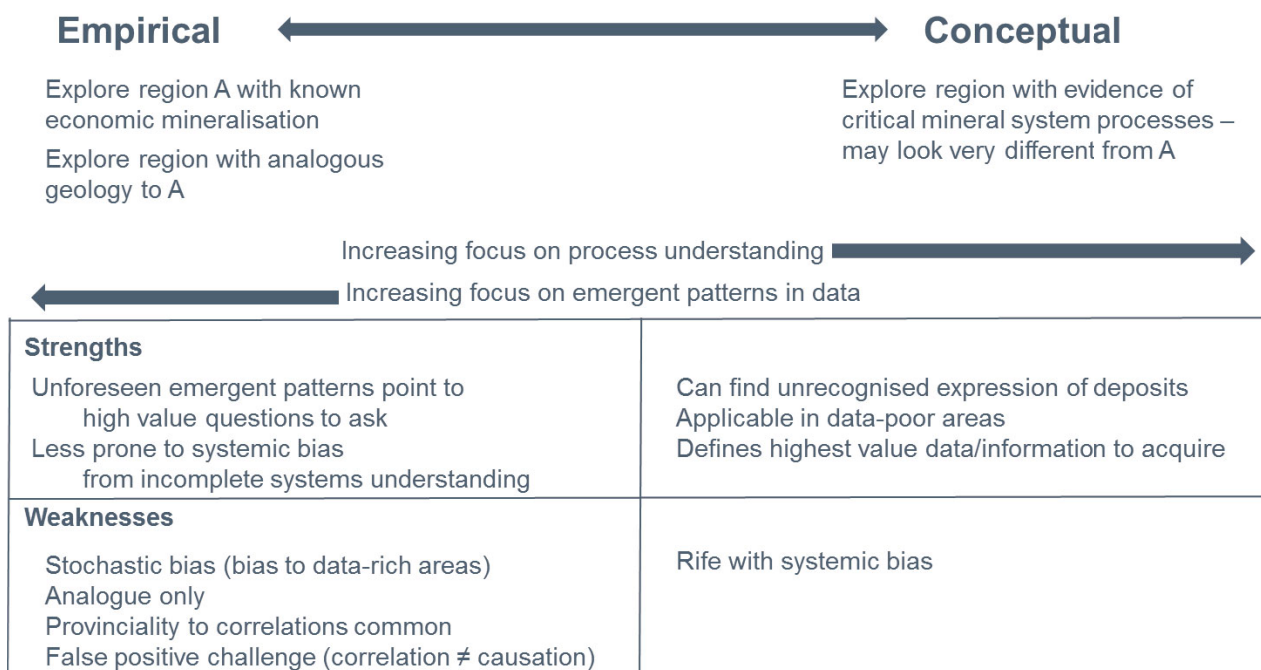 Empirical
Conceptual
Explore region A with known
economic mineralisation
Explore region with analogous
geology to A
Explore region with evidence of
critical mineral system processes –
may look very different from A
Increasing focus on process understanding
Increasing focus on emergent patterns in data
Strengths
Unforeseen emergent patterns point to
high value questions to ask
Less prone to systemic bias
from incomplete systems understanding
Can find unrecognised expression of deposits
Applicable in data-poor areas
Defines highest value data/information to acquire
Weaknesses
Stochastic bias (bias to data-rich areas)
Analogue only
Provinciality to correlations common
False positive challenge (correlation ≠ causation)
Rife with systemic bias